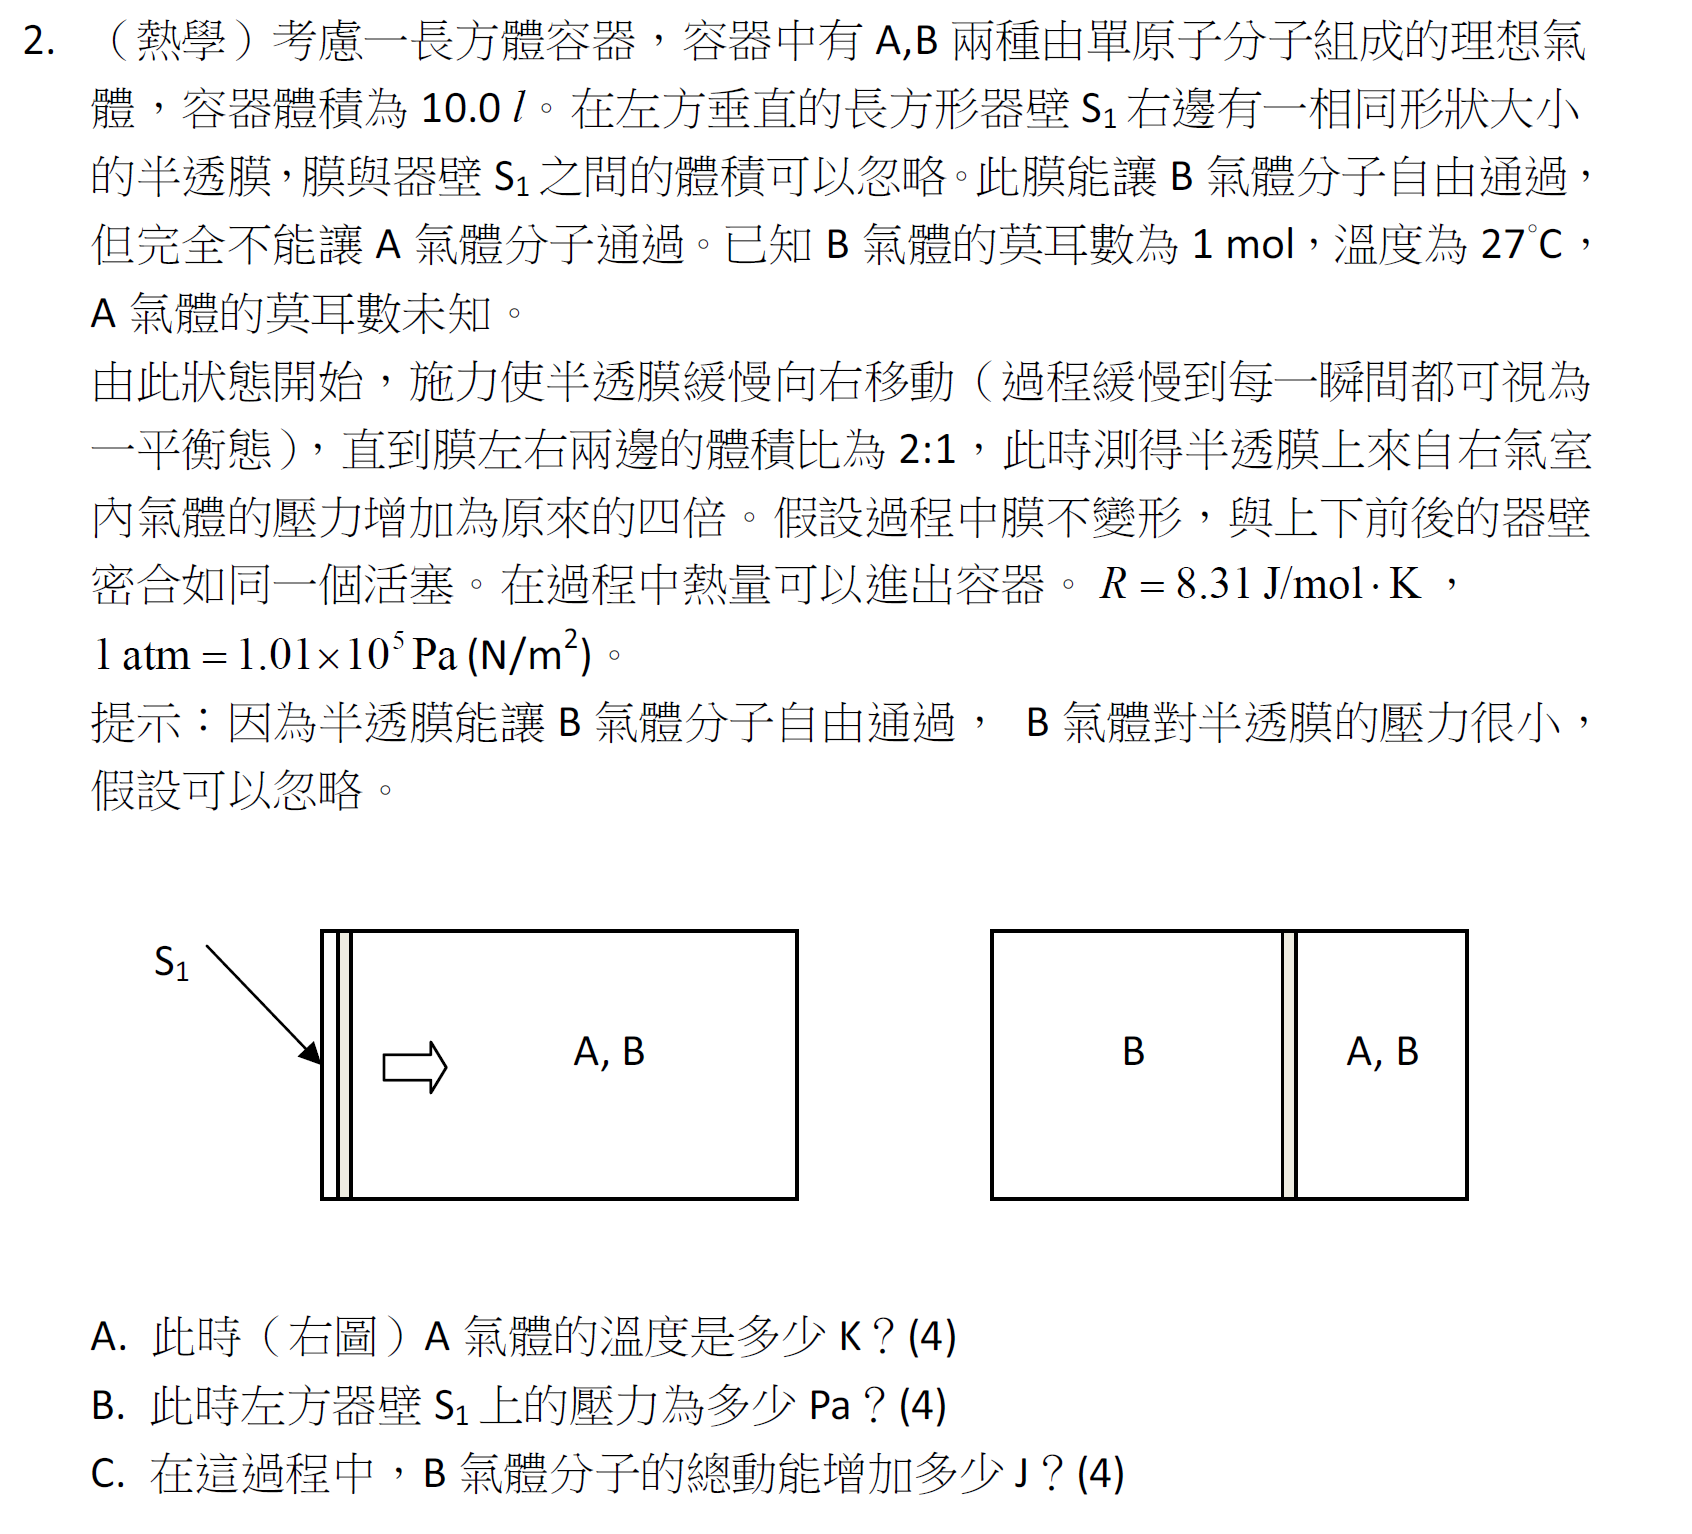 2. （熱學）考慮一長方體容器，容器中有 A,B 兩種由單原子分子組成的理想氣
體，容器體積為 10.0 l。在左方垂直的長方形器壁 S₁ 右邊有一相同形狀大小
的半透膜，膜與器壁 S₁ 之間的體積可以忽略。此膜能讓 B 氣體分子自由通過，
但完全不能讓 A 氣體分子通過。已知 B 氣體的莫耳數為 1 mol，溫度為 27°C，
A 氣體的莫耳數未知。
由此狀態開始，施力使半透膜緩慢向右移動（過程緩慢到每一瞬間都可視為
一平衡態），直到膜左右兩邊的體積比為 2:1，此時測得半透膜上來自右氣室
內氣體的壓力增加為原來的四倍。假設過程中膜不變形，與上下前後的器壁
密合如同一個活塞。在過程中熱量可以進出容器。R = 8.31 J/mol·K，
1 atm = 1.01×10⁵ Pa (N/m²)。
提示：因為半透膜能讓 B 氣體分子自由通過， B 氣體對半透膜的壓力很小，
假設可以忽略。
S₁
A, B
B
A, B
A. 此時（右圖）A 氣體的溫度是多少 K？(4)
B. 此時左方器壁 S₁ 上的壓力為多少 Pa？(4)
C. 在這過程中，B 氣體分子的總動能增加多少 J？(4)